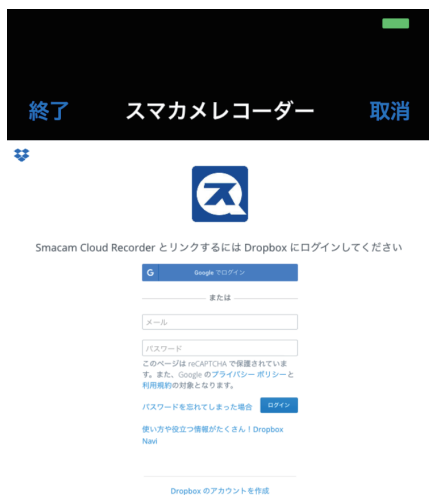 終了 スマカメレコーダー 取消
Smacam Cloud Recorder とリンクするには Dropbox にログインしてください
G Google でログイン
または
メール
パスワード
このページは reCAPTCHA で保護されていま
す。また、Google のプライバシー ポリシーと
利用規約の対象となります。
パスワードを忘れてしまった場合 ログイン
使い方や役立つ情報がたくさん！Dropbox
Navi
Dropbox のアカウントを作成